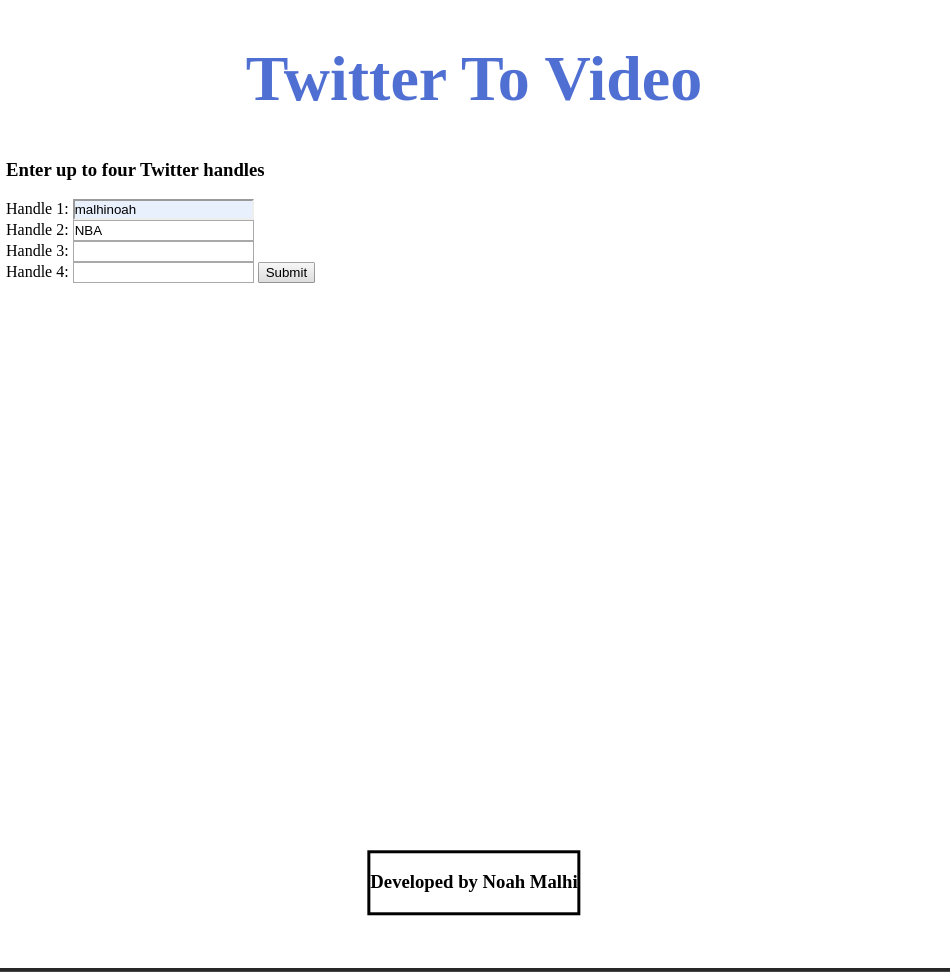 Twitter To Video
Enter up to four Twitter handles
Handle 1: malhinoah
Handle 2: NBA
Handle 3:
Handle 4: Submit
Developed by Noah Malhi